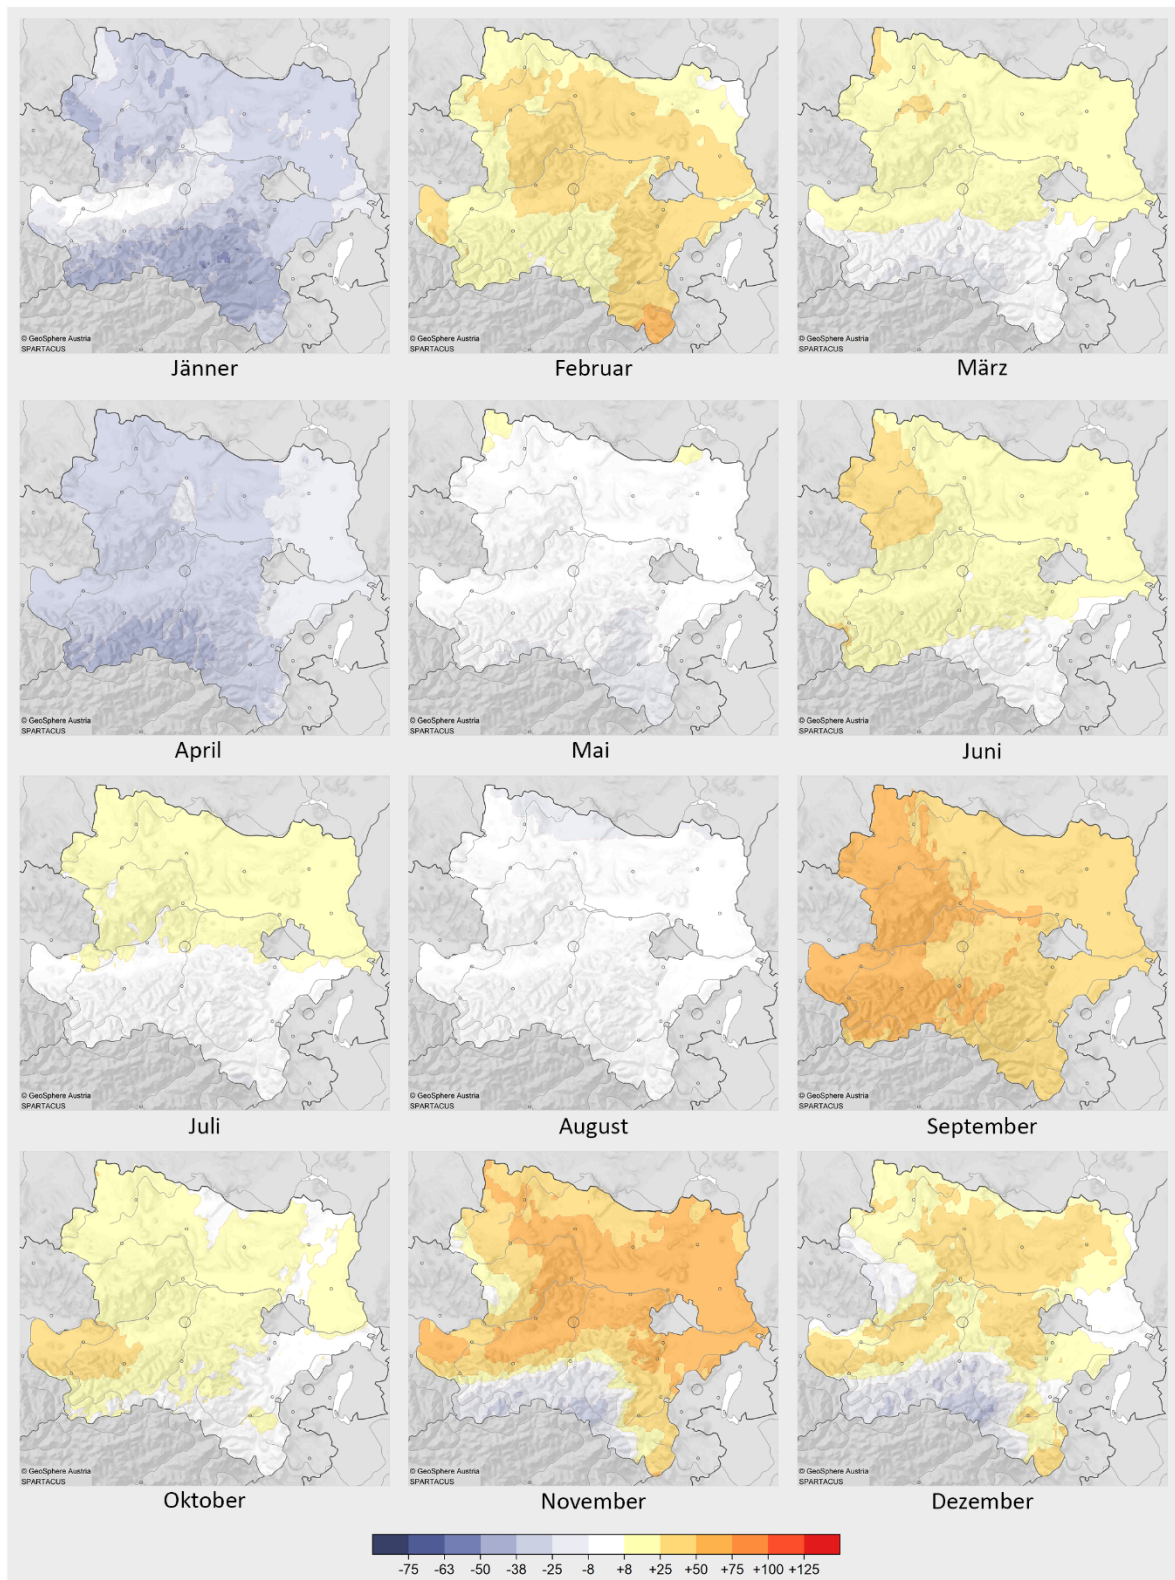 © GeoSphere Austria
SPARTACUS
Jänner
© GeoSphere Austria
SPARTACUS
Februar
© GeoSphere Austria
SPARTACUS
März
© GeoSphere Austria
SPARTACUS
April
© GeoSphere Austria
SPARTACUS
Mai
© GeoSphere Austria
SPARTACUS
Juni
© GeoSphere Austria
SPARTACUS
Juli
© GeoSphere Austria
SPARTACUS
August
© GeoSphere Austria
SPARTACUS
September
© GeoSphere Austria
SPARTACUS
Oktober
© GeoSphere Austria
SPARTACUS
November
© GeoSphere Austria
SPARTACUS
Dezember
-75 -63 -50 -38 -25 -8 +8 +25 +50 +75 +100 +125